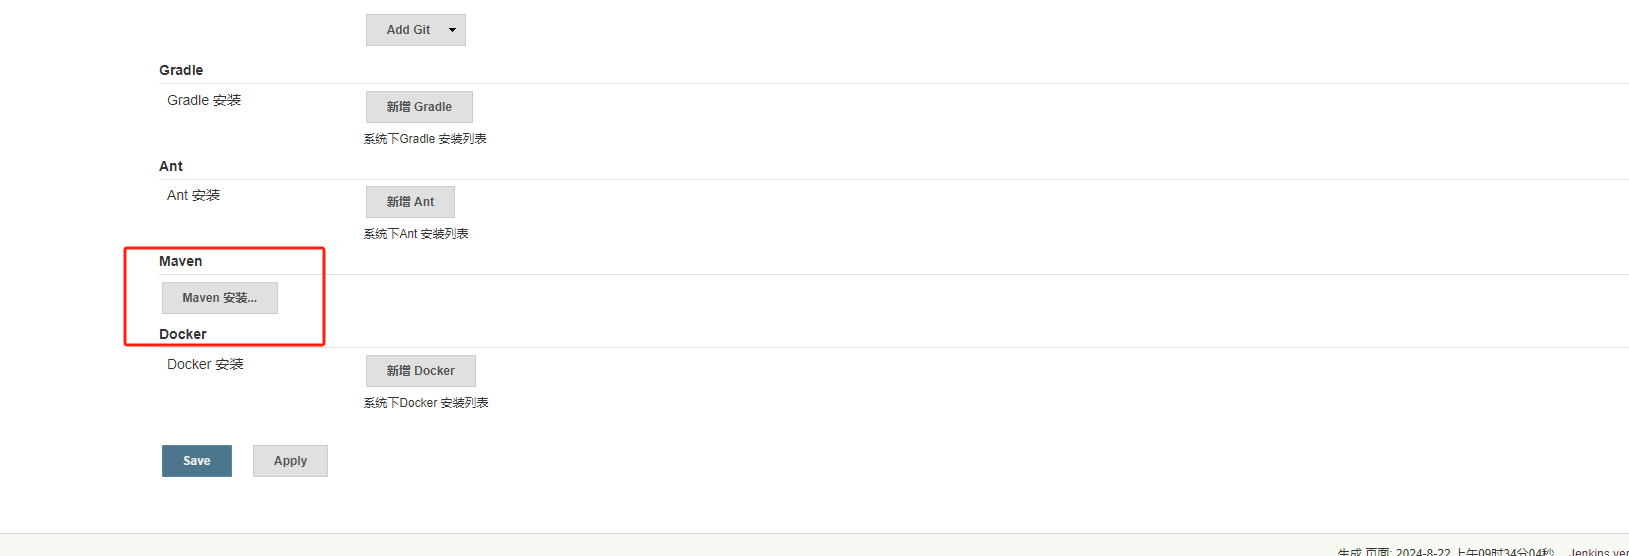 Add Git
Gradle
Gradle 安装
新增 Gradle
系统下Gradle 安装列表
Ant
Ant 安装
新增 Ant
系统下Ant 安装列表
Maven
Maven 安装...
Docker
Docker 安装
新增 Docker
系统下Docker 安装列表
Save Apply
生成 页面: 2024-8-22 上午09时34分04秒 Jenkins ver